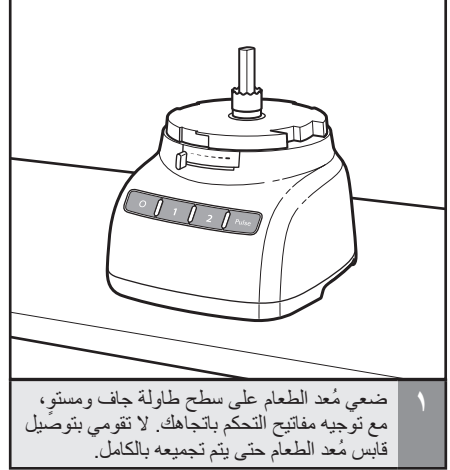 O 1 2 Pulse
١
ضعي مُعد الطعام على سطح طاولة جاف ومستوٍ،
مع توجيه مفاتيح التحكم باتجاهك. لا تقومي بتوصيل
قابس مُعد الطعام حتى يتم تجميعه بالكامل.